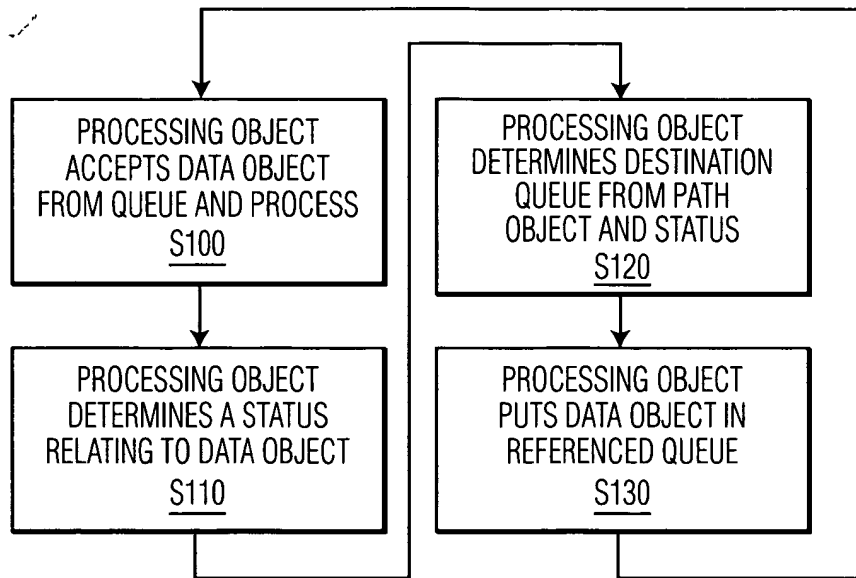 PROCESSING OBJECT
ACCEPTS DATA OBJECT
FROM QUEUE AND PROCESS
S100
PROCESSING OBJECT
DETERMINES A STATUS
RELATING TO DATA OBJECT
S110
PROCESSING OBJECT
DETERMINES DESTINATION
QUEUE FROM PATH
OBJECT AND STATUS
S120
PROCESSING OBJECT
PUTS DATA OBJECT IN
REFERENCED QUEUE
S130